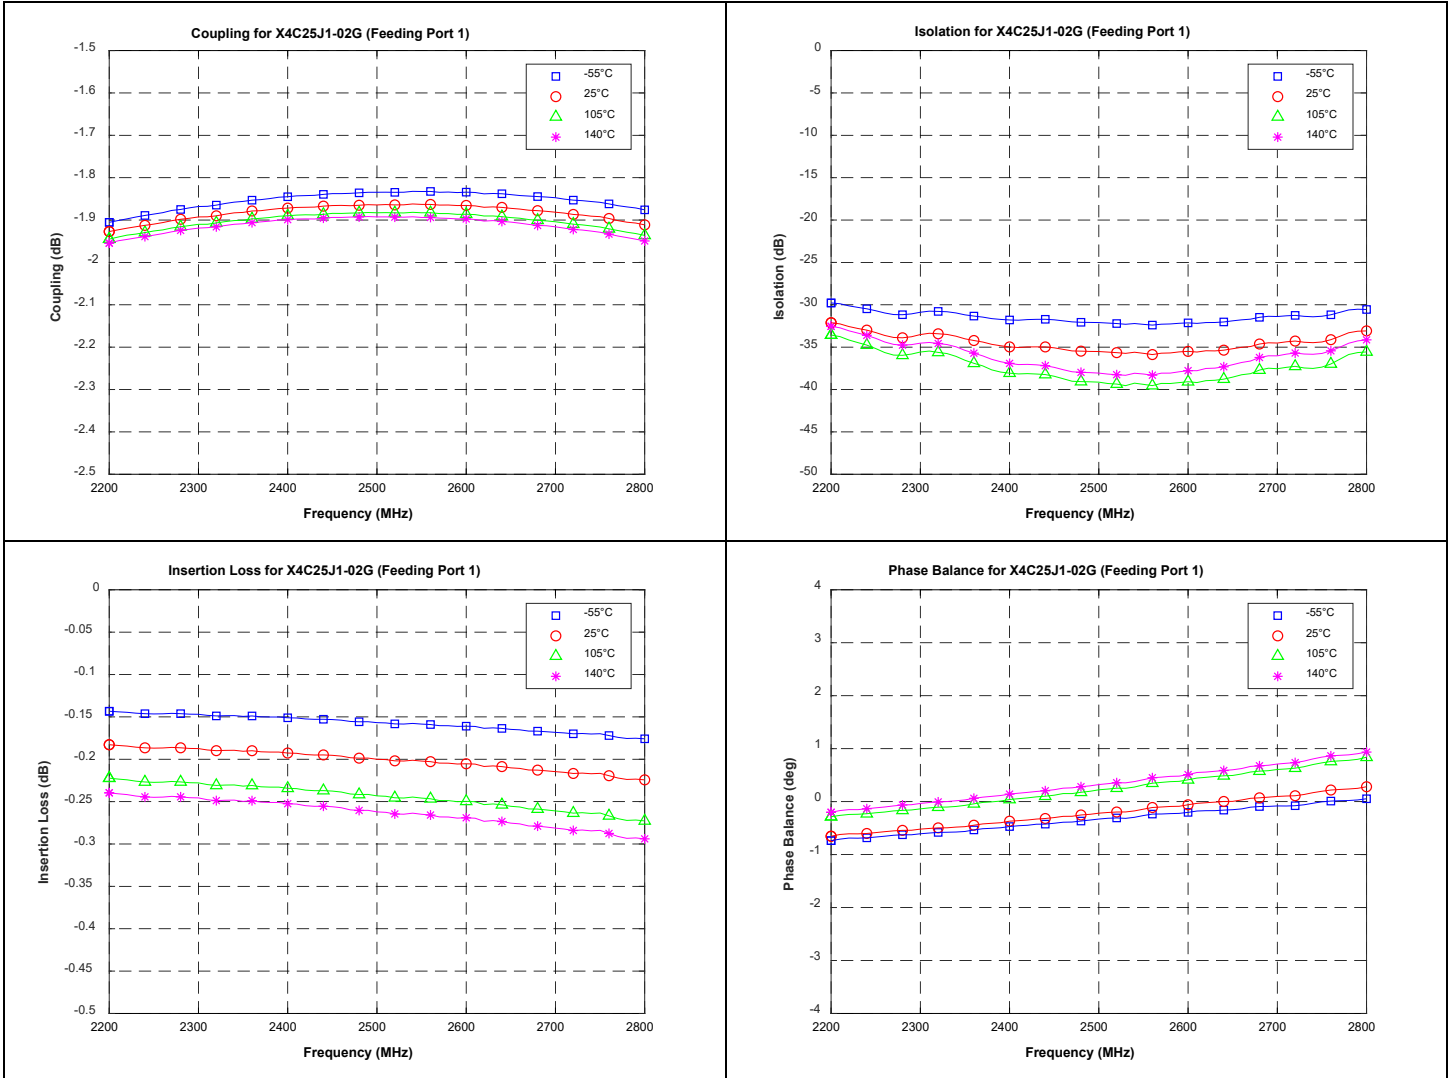 Coupling for X4C25J1-02G (Feeding Port 1)
-1.5
-1.6
-1.7
-1.8
-1.9
-2
-2.1
-2.2
-2.3
-2.4
-2.5
Coupling (dB)
-55°C
25°C
105°C
140°C
2200 2300 2400 2500 2600 2700 2800
Frequency (MHz)
Isolation for X4C25J1-02G (Feeding Port 1)
0
-5
-10
-15
-20
-25
-30
-35
-40
-45
-50
Isolation (dB)
-55°C
25°C
105°C
140°C
2200 2300 2400 2500 2600 2700 2800
Frequency (MHz)
Insertion Loss for X4C25J1-02G (Feeding Port 1)
0
-0.05
-0.1
-0.15
-0.2
-0.25
-0.3
-0.35
-0.4
-0.45
-0.5
Insertion Loss (dB)
-55°C
25°C
105°C
140°C
2200 2300 2400 2500 2600 2700 2800
Frequency (MHz)
Phase Balance for X4C25J1-02G (Feeding Port 1)
4
3
2
1
0
-1
-2
-3
-4
Phase Balance (deg)
-55°C
25°C
105°C
140°C
2200 2300 2400 2500 2600 2700 2800
Frequency (MHz)